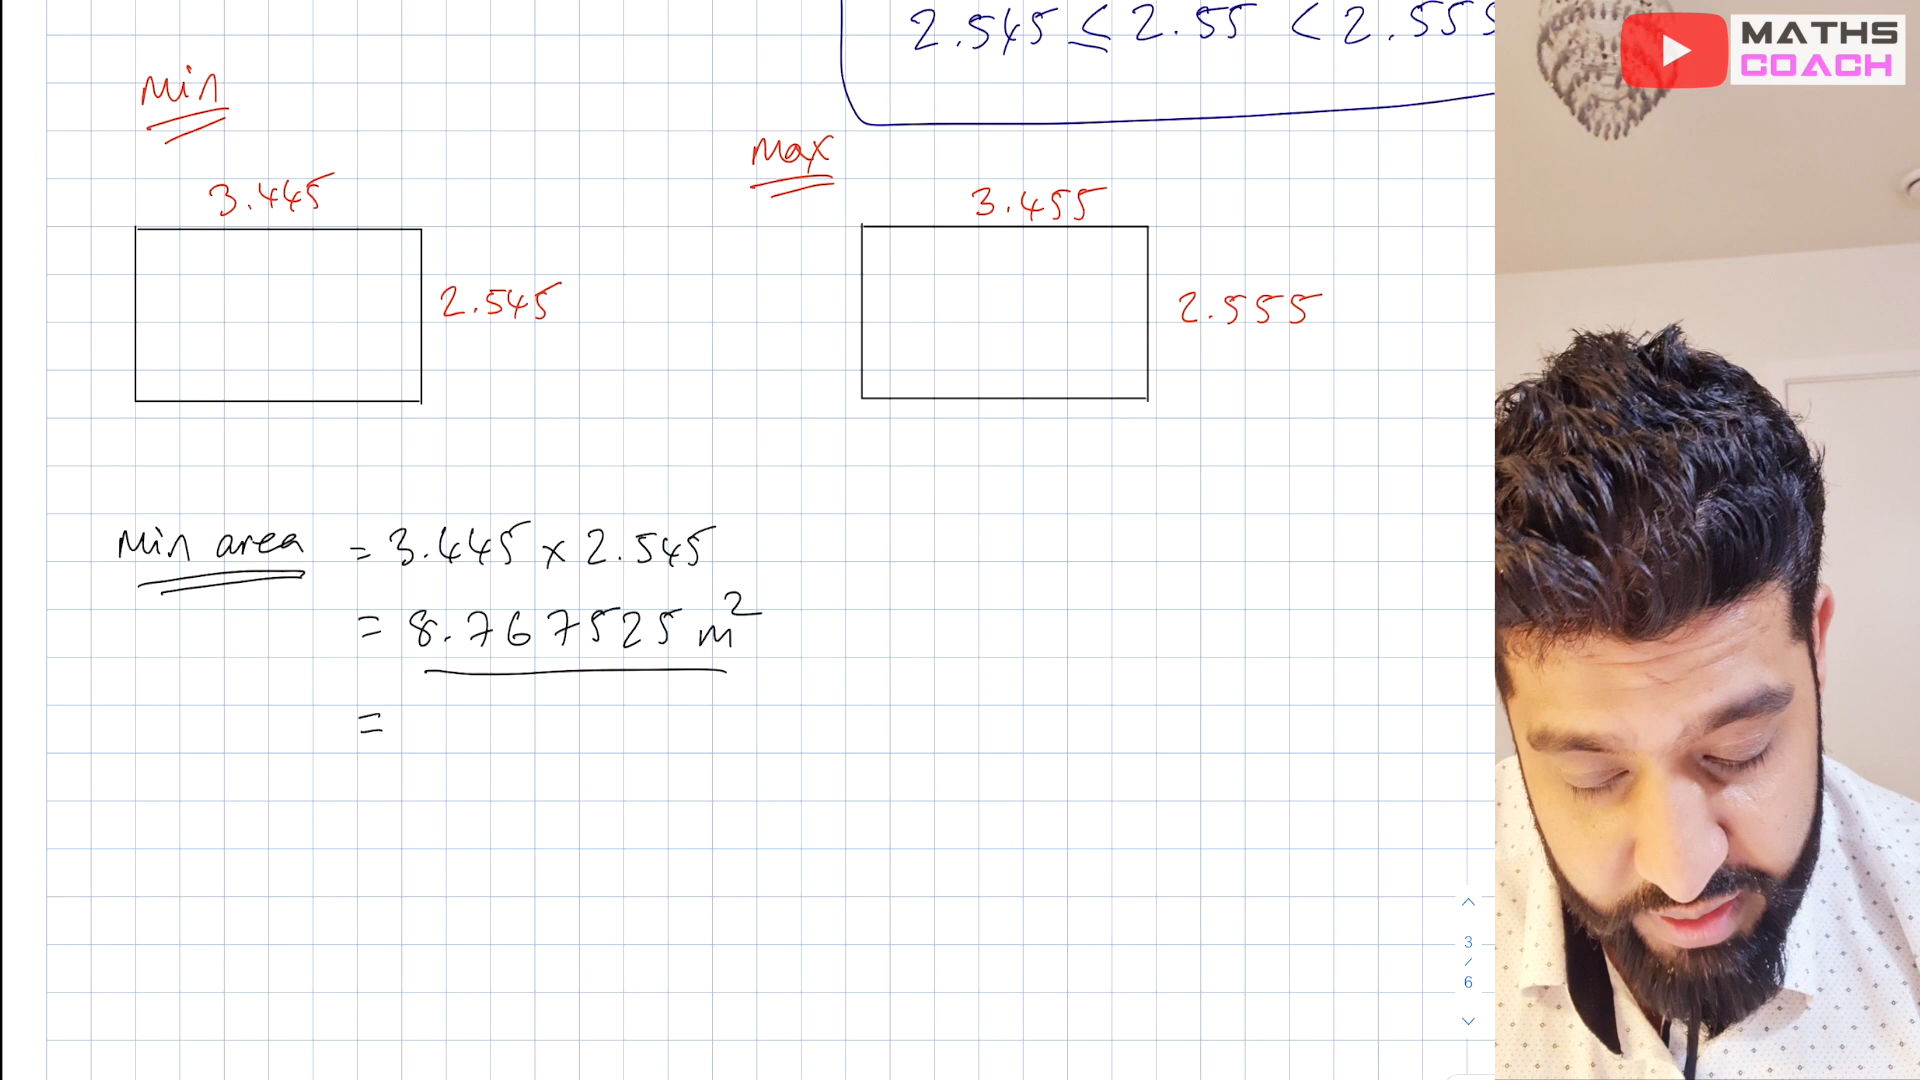 2.545 ≤ 2.55 < 2.555
MATHS
COACH
Min
Max
3.445
3.455
2.545
2.555
Min area = 3.445 × 2.545
= 8.767525 m²
=
3
/
6